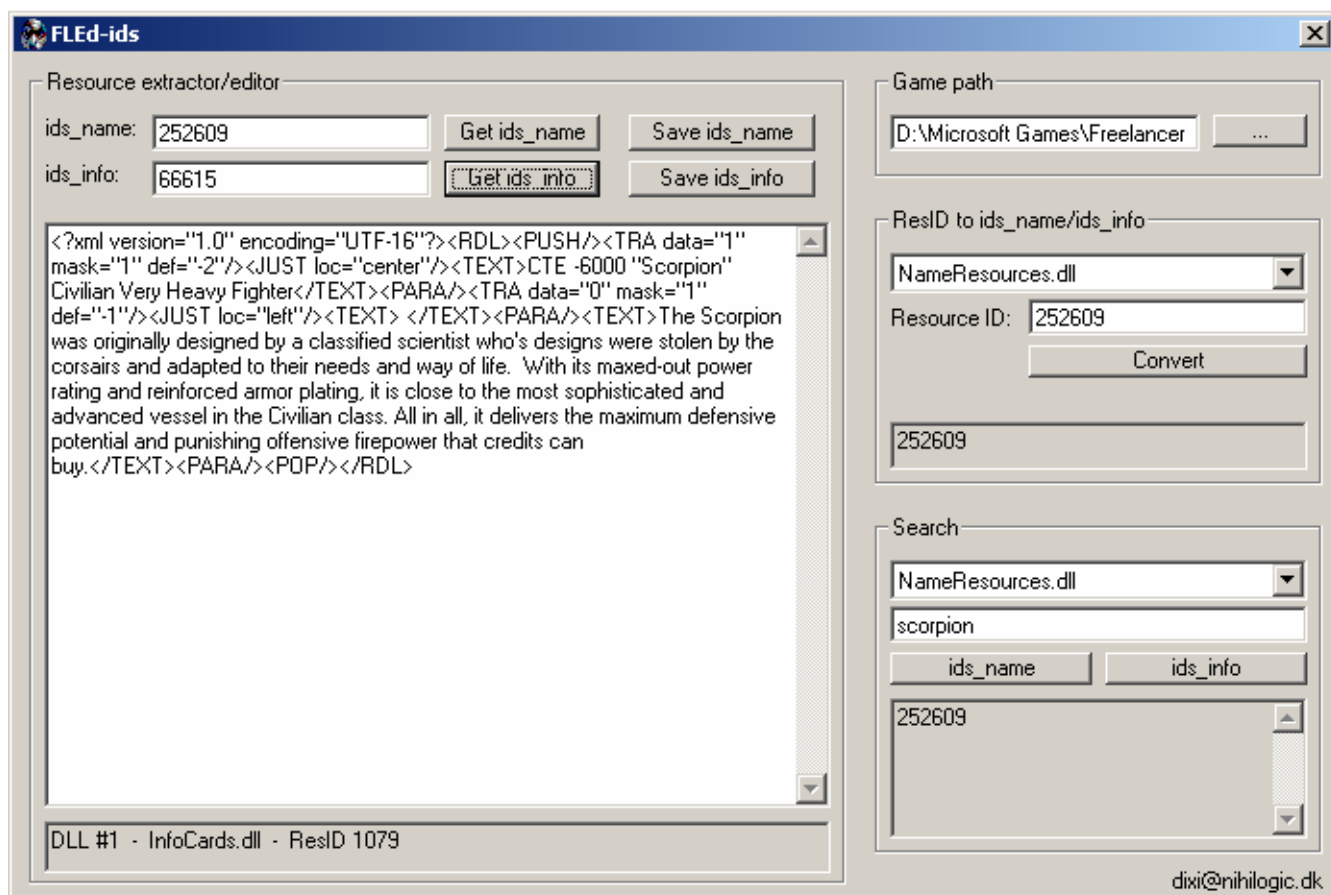 FLEd-ids
Resource extractor/editor
ids_name:
252609
Get ids_name
Save ids_name
ids_info:
66615
Get ids_info
Save ids_info
<?xml version="1.0" encoding="UTF-16"?><RDL><PUSH/><TRA data="1"
mask="1" def="-2"/><JUST loc="center"/><TEXT>CTE -6000 "Scorpion"
Civilian Very Heavy Fighter</TEXT><PARA/><TRA data="0" mask="1"
def="-1"/><JUST loc="left"/><TEXT> </TEXT><PARA/><TEXT>The Scorpion
was originally designed by a classified scientist who's designs were stolen by the
corsairs and adapted to their needs and way of life.  With its maxed-out power
rating and reinforced armor plating, it is close to the most sophisticated and
advanced vessel in the Civilian class. All in all, it delivers the maximum defensive
potential and punishing offensive firepower that credits can
buy.</TEXT><PARA/><POP/></RDL>
DLL #1  -  InfoCards.dll  -  ResID 1079
Game path
D:\Microsoft Games\Freelancer
...
ResID to ids_name/ids_info
NameResources.dll
Resource ID:
252609
Convert
252609
Search
NameResources.dll
scorpion
ids_name
ids_info
252609
dixi@nihilogic.dk